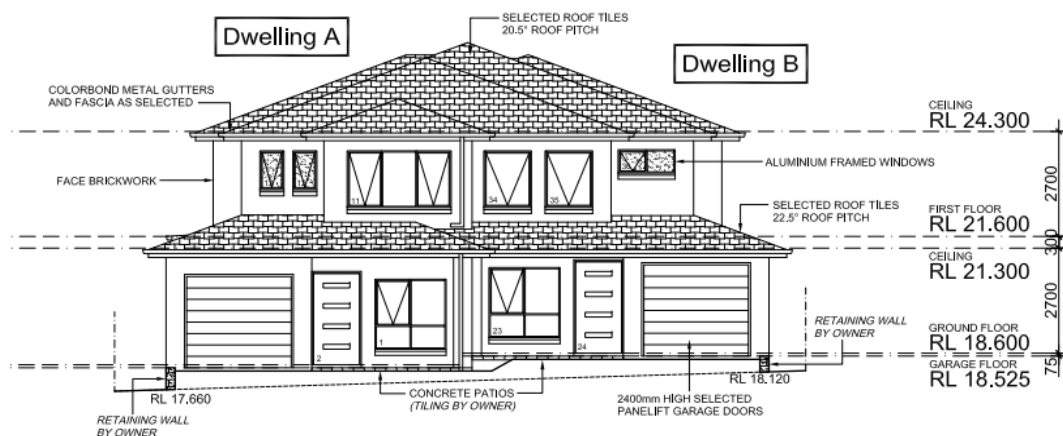 Dwelling A
SELECTED ROOF TILES
20.5° ROOF PITCH
Dwelling B
COLORBOND METAL GUTTERS
AND FASCIA AS SELECTED
CEILING
RL 24.300
ALUMINIUM FRAMED WINDOWS
FACE BRICKWORK
11
34
35
2700
SELECTED ROOF TILES
22.5° ROOF PITCH
FIRST FLOOR
RL 21.600
300
CEILING
RL 21.300
2700
RETAINING WALL
BY OWNER
2
1
23
24
GROUND FLOOR
RL 18.600
75
GARAGE FLOOR
RL 18.525
RL 17.660
RL 18.120
CONCRETE PATIOS
(TILING BY OWNER)
2400mm HIGH SELECTED
PANELIFT GARAGE DOORS
RETAINING WALL
BY OWNER